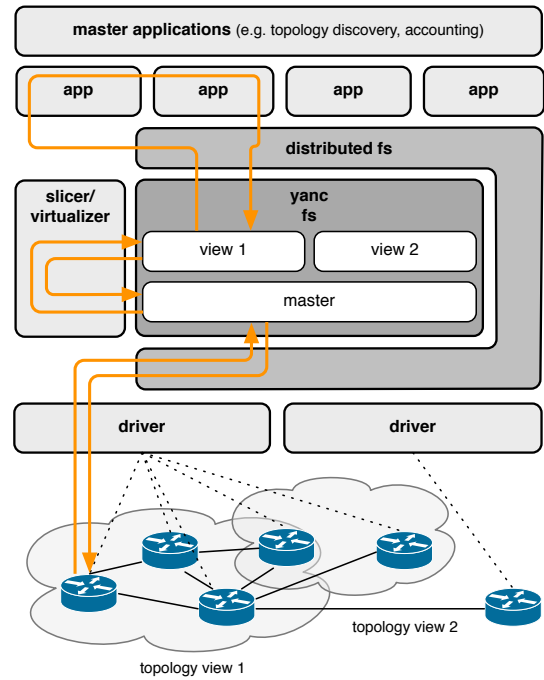 master applications (e.g. topology discovery, accounting)
app
app
app
app
distributed fs
slicer/
virtualizer
yanc
fs
view 1
view 2
master
driver
driver
topology view 2
topology view 1